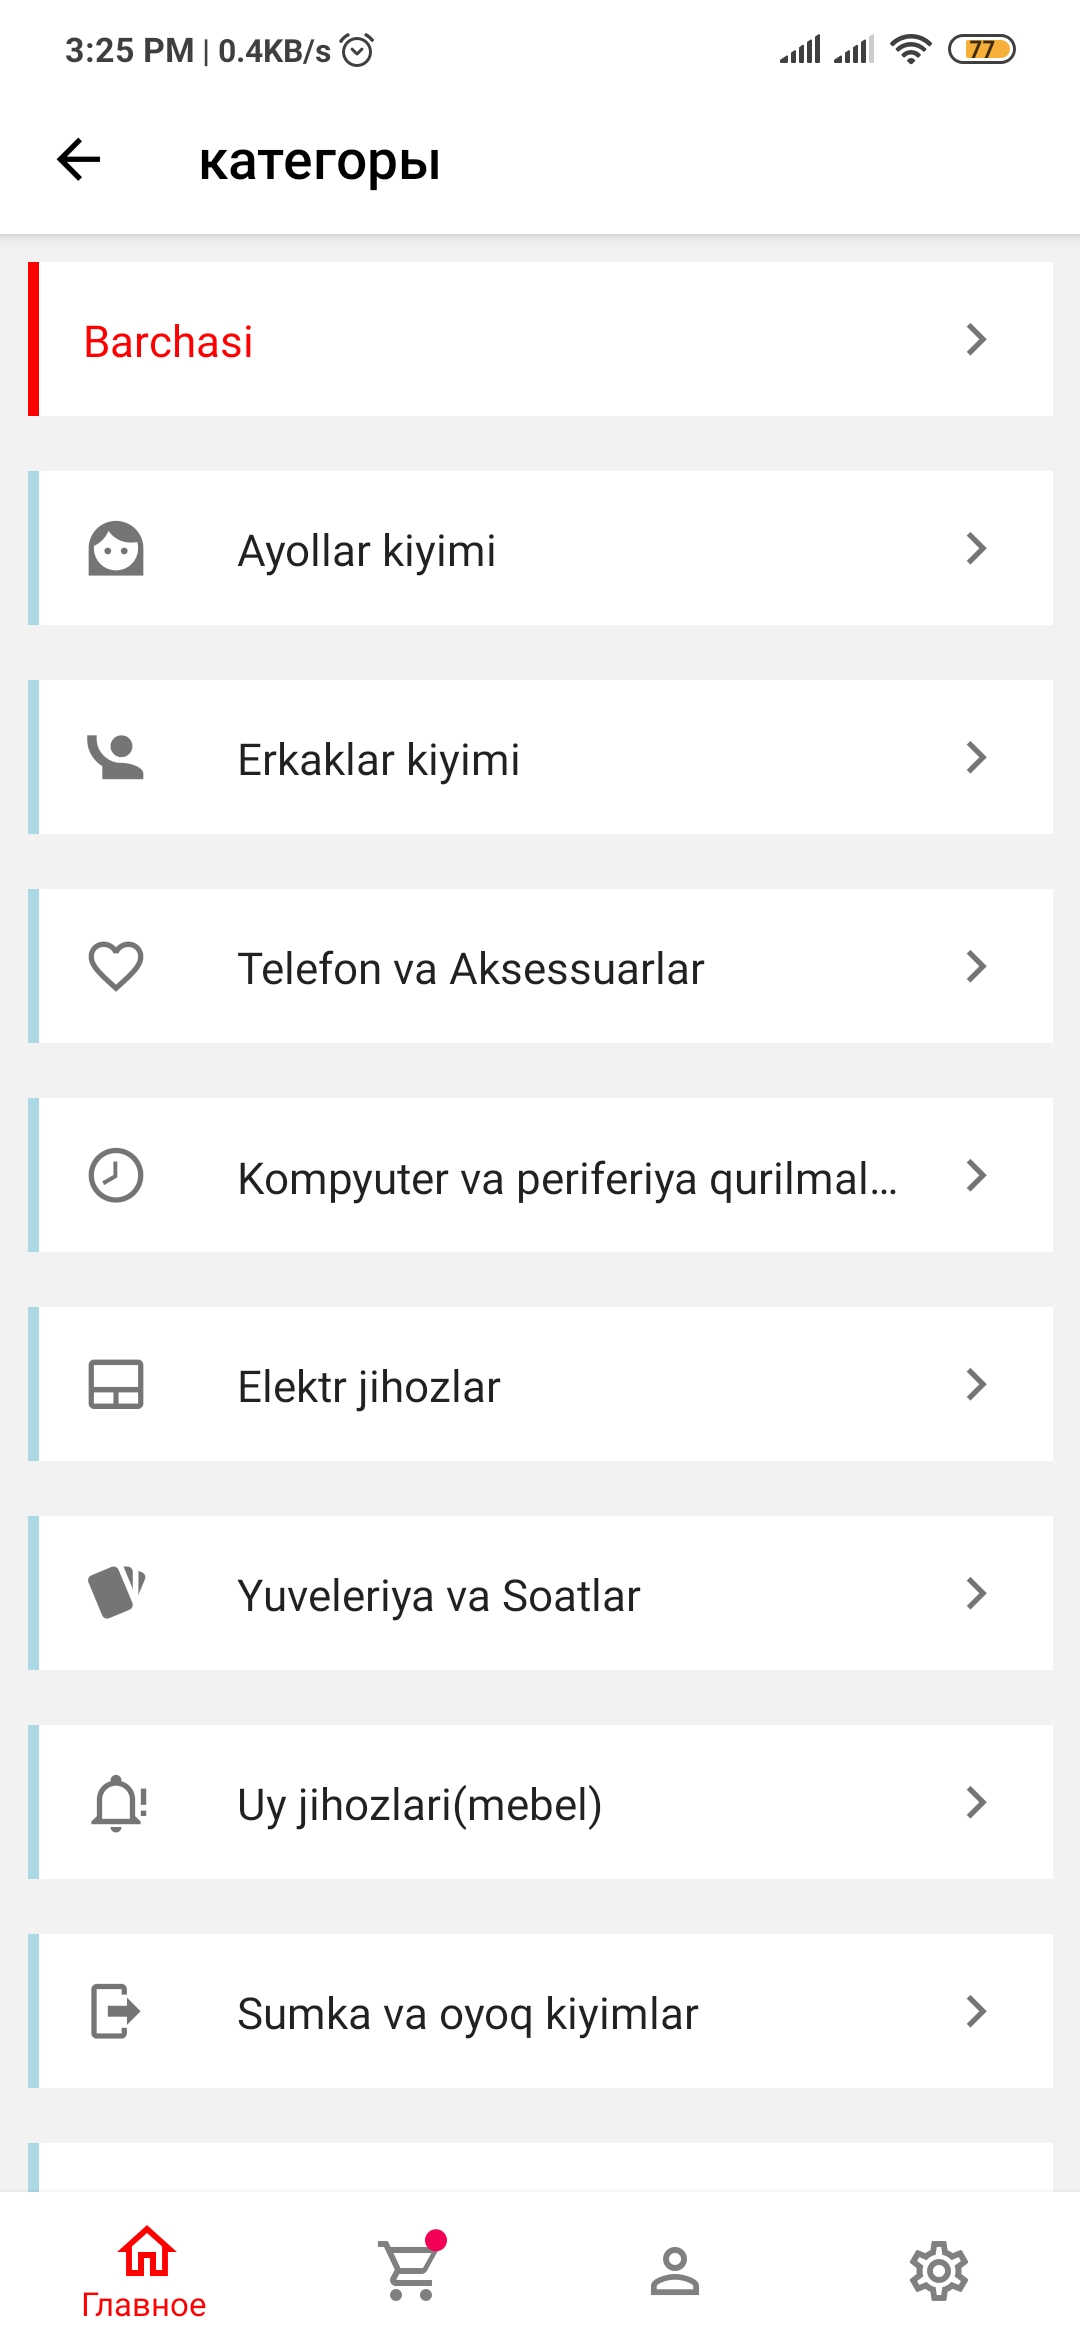 3:25 PM | 0.4KB/s
77
категоры
Barchasi
Ayollar kiyimi
Erkaklar kiyimi
Telefon va Aksessuarlar
Kompyuter va periferiya qurilmal...
Elektr jihozlar
Yuveleriya va Soatlar
Uy jihozlari(mebel)
Sumka va oyoq kiyimlar
Главное